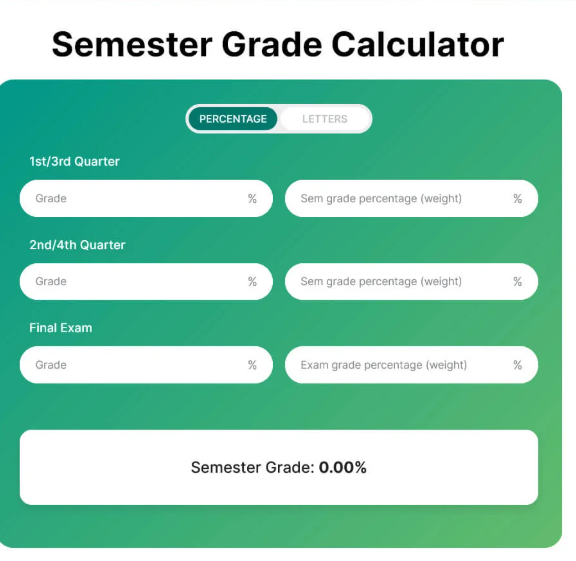 Semester Grade Calculator
PERCENTAGE LETTERS
1st/3rd Quarter
Grade % Sem grade percentage (weight) %
2nd/4th Quarter
Grade % Sem grade percentage (weight) %
Final Exam
Grade % Exam grade percentage (weight) %
Semester Grade: 0.00%